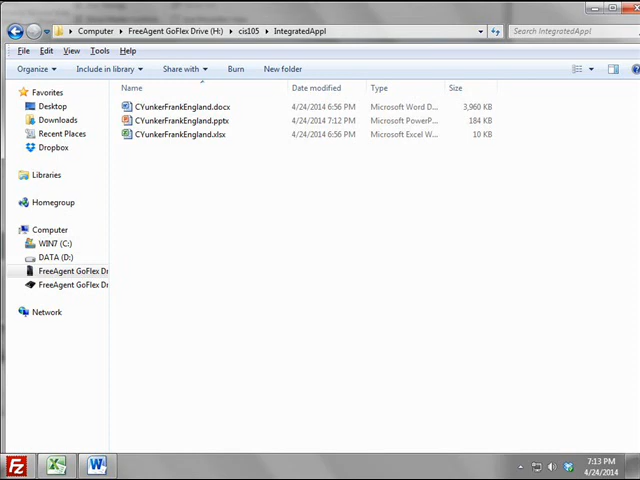 Computer FreeAgent GoFlex Drive (H:) cis105 IntegratedAppl Search IntegratedAppl
File Edit View Tools Help
Organize Include in library Share with Burn New folder
Name Date modified Type Size
Favorites
Desktop
Downloads
Recent Places
Dropbox
Libraries
Homegroup
Computer
WIN7 (C:)
DATA (D:)
FreeAgent GoFlex Dr
FreeAgent GoFlex Dr
Network
CYunkerFrankEngland.docx 4/24/2014 6:56 PM Microsoft Word D... 3,960 KB
CYunkerFrankEngland.pptx 4/24/2014 7:12 PM Microsoft PowerP... 184 KB
CYunkerFrankEngland.xlsx 4/24/2014 6:56 PM Microsoft Excel W... 10 KB
7:13 PM
4/24/2014